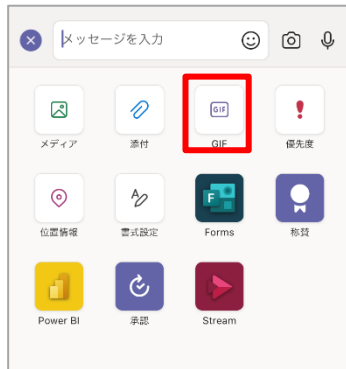 メッセージを入力
GIF
メディア
添付
GIF
優先度
位置情報
書式設定
Forms
称賛
Power BI
承認
Stream